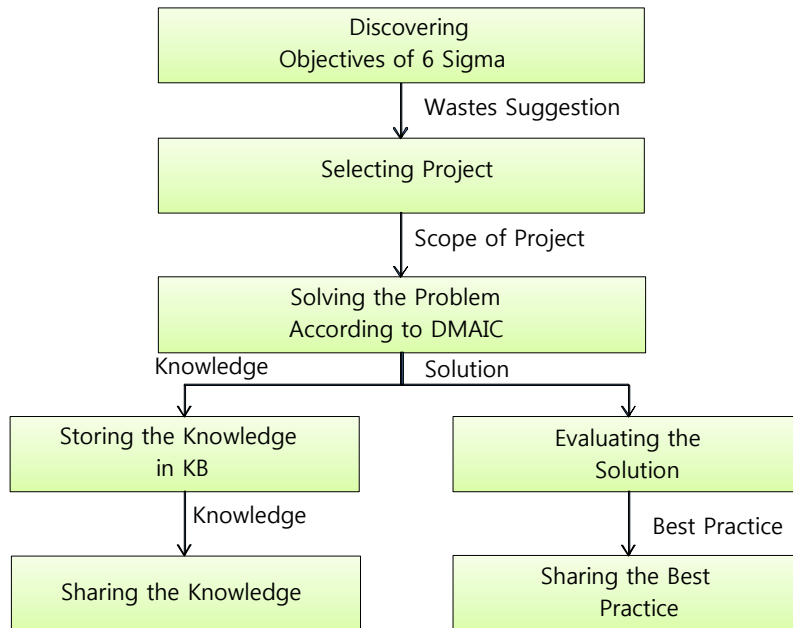 Discovering
Objectives of 6 Sigma
Wastes Suggestion
Selecting Project
Scope of Project
Solving the Problem
According to DMAIC
Knowledge
Solution
Storing the Knowledge
in KB
Evaluating the
Solution
Knowledge
Best Practice
Sharing the Knowledge
Sharing the Best
Practice